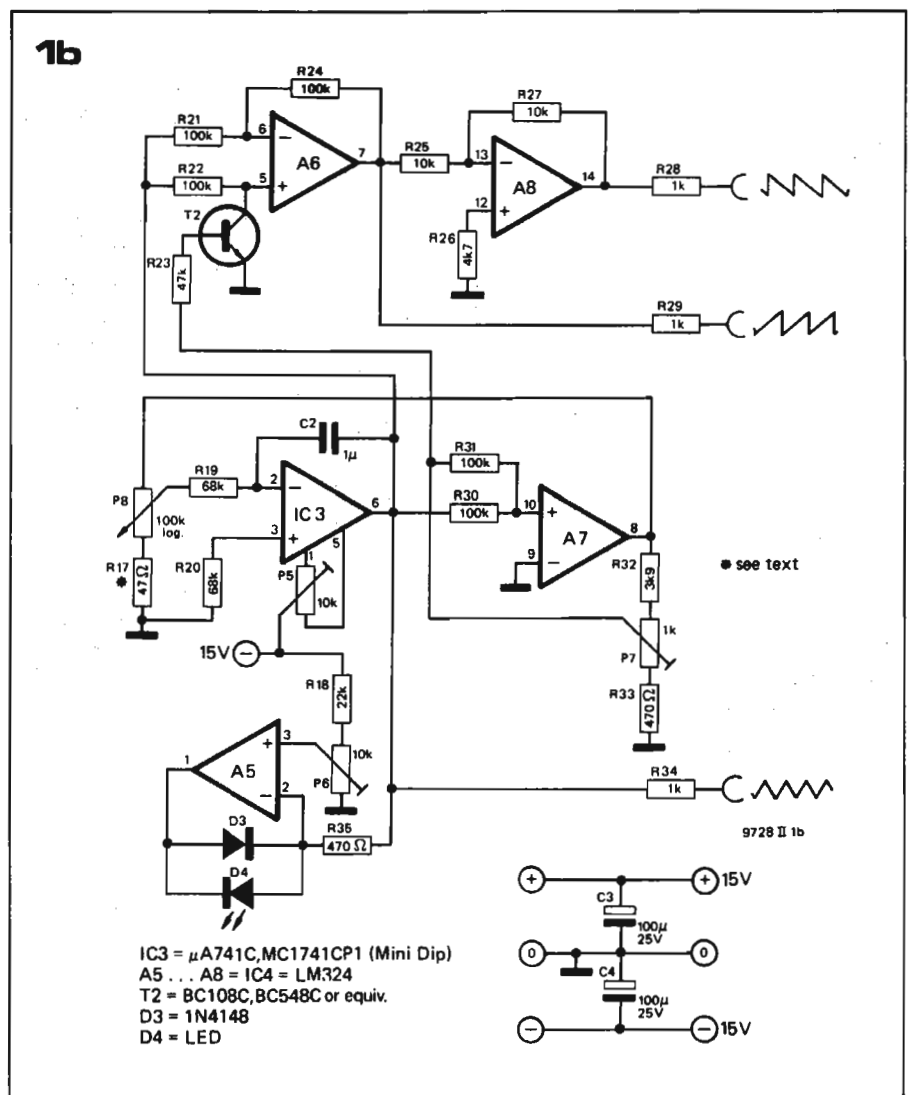 1b
R24
100k
R21
100k
6
−
A6
7
R22
100k
5
+
T2
R23
47k
R25
10k
R27
10k
13
−
A8
14
12
+
R26
4k7
R28
1k
R29
1k
C2
1µ
R19
68k
2
−
IC3
6
3
+
5
1
P8
100k
log.
R17
*
47Ω
R20
68k
P5
10k
R31
100k
R30
100k
10
+
A7
8
9
−
R32
3k9
* see text
1k
P7
R33
470 Ω
15V −
R18
22k
10k
P6
1
A5
+
3
−
2
D3
D4
R35
470 Ω
R34
1k
9728 II 1b
+
+ 15V
C3
100µ
25V
0
0
C4
100µ
25V
−
− 15V
IC3 = µA741C, MC1741CP1 (Mini Dip)
A5 . . . A8 = IC4 = LM324
T2 = BC108C, BC548C or equiv.
D3 = 1N4148
D4 = LED